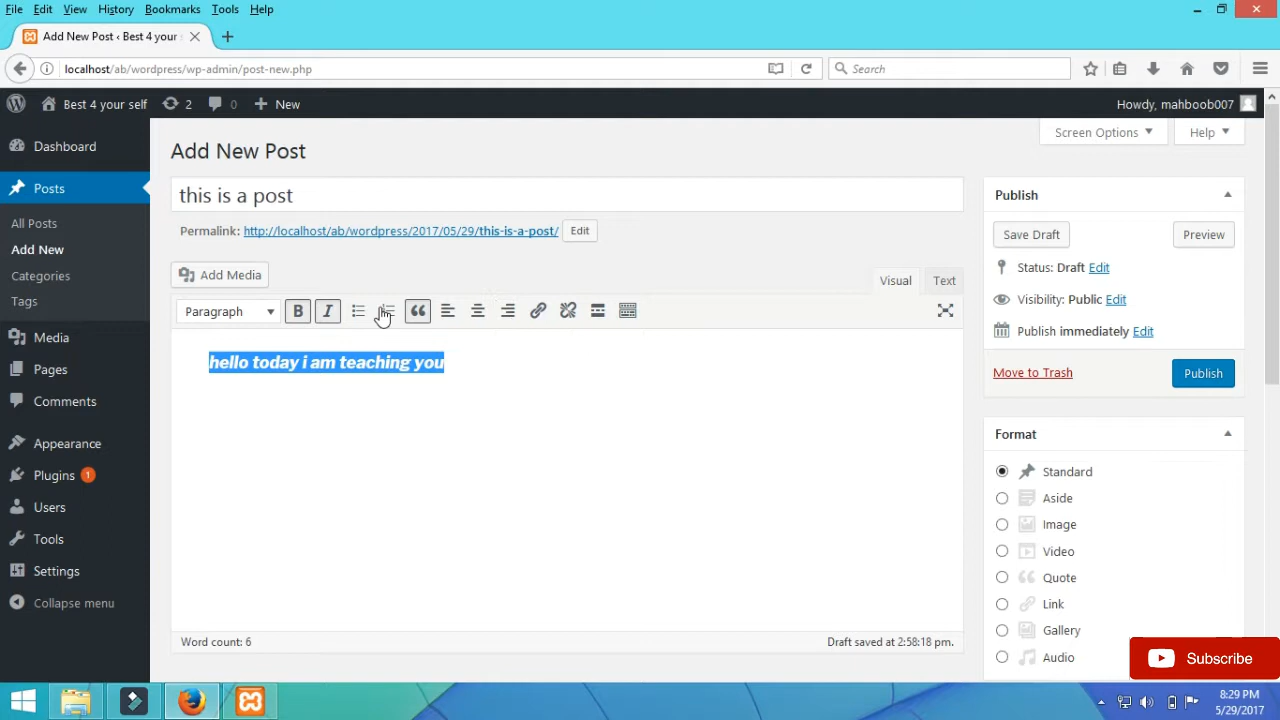 File Edit View History Bookmarks Tools Help
Add New Post ‹ Best 4 your s
localhost/ab/wordpress/wp-admin/post-new.php
Search
Best 4 your self 2 0 New
Howdy, mahboob007
Screen Options Help
Dashboard
Posts
All Posts
Add New
Categories
Tags
Media
Pages
Comments
Appearance
Plugins 1
Users
Tools
Settings
Collapse menu
Add New Post
this is a post
Permalink: http://localhost/ab/wordpress/2017/05/29/this-is-a-post/ Edit
Add Media
Visual Text
Paragraph B I
hello today i am teaching you
Word count: 6
Draft saved at 2:58:18 pm.
Publish
Save Draft Preview
Status: Draft Edit
Visibility: Public Edit
Publish immediately Edit
Move to Trash Publish
Format
Standard
Aside
Image
Video
Quote
Link
Gallery
Audio
Subscribe
8:29 PM
5/29/2017